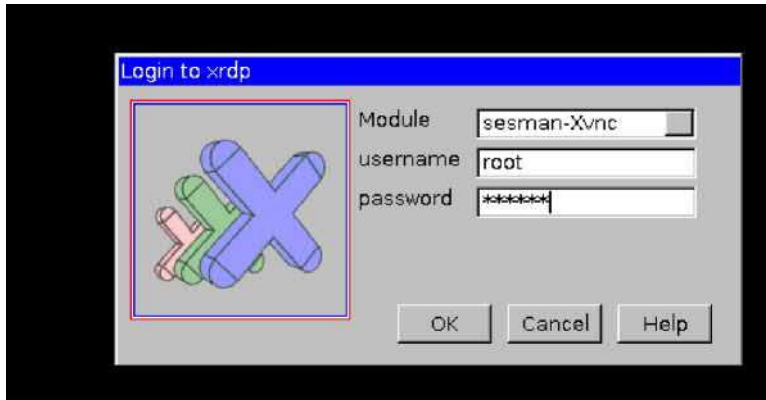 Login to xrdp
Module sesman-Xvnc
username root
password ******
OK Cancel Help